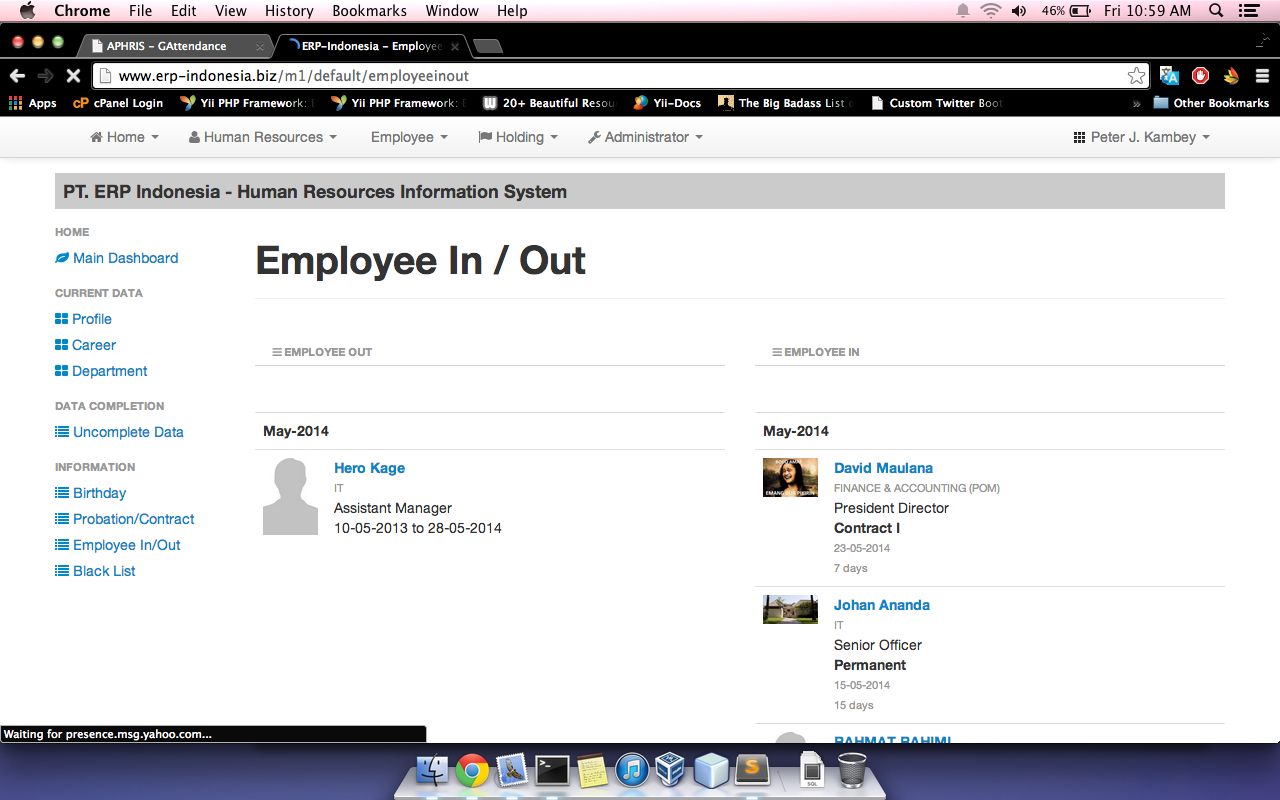 Chrome File Edit View History Bookmarks Window Help 46% Fri 10:59 AM
APHRIS – GAttendance ERP-Indonesia – Employee
www.erp-indonesia.biz/m1/default/employeeinout
Apps cPanel Login Yii PHP Framework: Yii PHP Framework: 20+ Beautiful Resou Yii-Docs The Big Badass List Custom Twitter Boot » Other Bookmarks
Home Human Resources Employee Holding Administrator Peter J. Kambey
PT. ERP Indonesia - Human Resources Information System
HOME
Main Dashboard
CURRENT DATA
Profile
Career
Department
DATA COMPLETION
Uncomplete Data
INFORMATION
Birthday
Probation/Contract
Employee In/Out
Black List
Employee In / Out
EMPLOYEE OUT
May-2014
Hero Kage
IT
Assistant Manager
10-05-2013 to 28-05-2014
EMPLOYEE IN
May-2014
David Maulana
FINANCE & ACCOUNTING (POM)
President Director
Contract I
23-05-2014
7 days
Johan Ananda
IT
Senior Officer
Permanent
15-05-2014
15 days
RAHMAT RAHIMI
Waiting for presence.msg.yahoo.com...